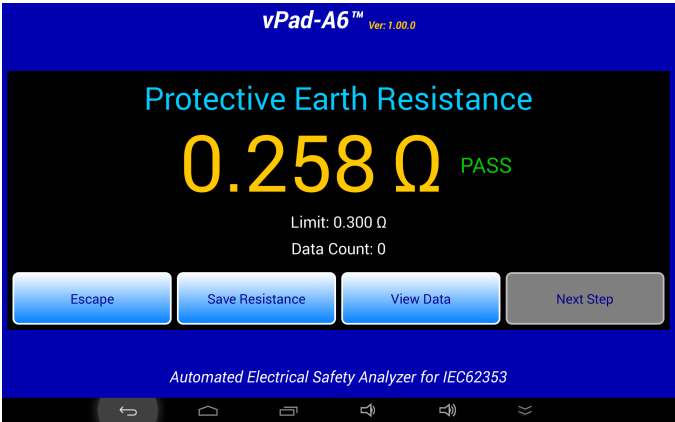 vPad-A6™ Ver: 1.00.0
Protective Earth Resistance
0.258 Ω PASS
Limit: 0.300 Ω
Data Count: 0
Escape Save Resistance View Data Next Step
Automated Electrical Safety Analyzer for IEC62353